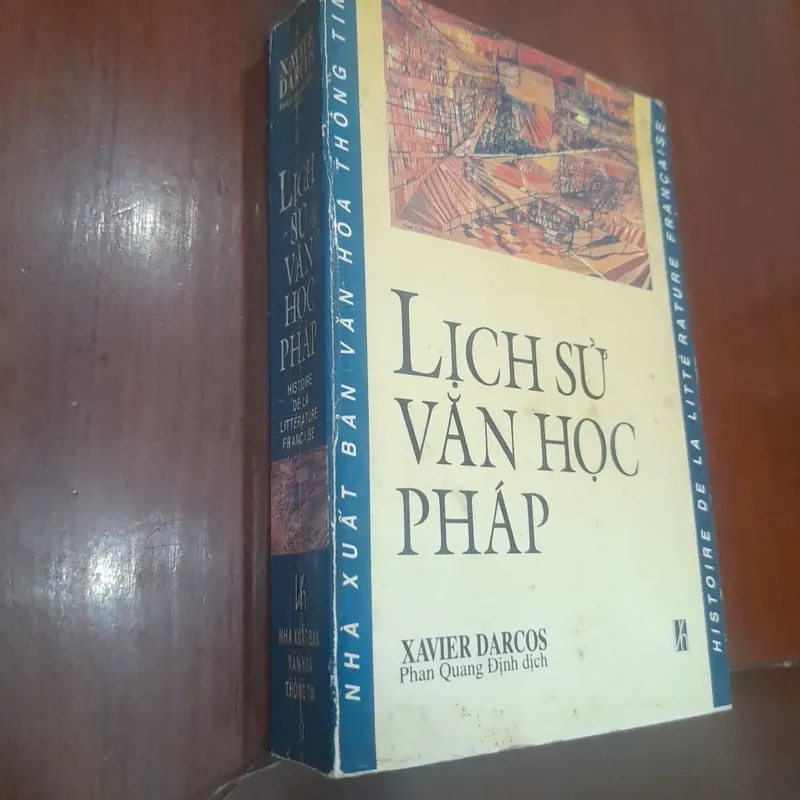 XAVIER
DARCOS
LỊCH
SỬ
VĂN
HỌC
PHÁP
HISTOIRE
DE LA
LITTÉRATURE
FRANÇAISE
NHÀ XUẤT BẢN
VĂN HÓA
THÔNG TIN
NHÀ XUẤT BẢN VĂN HÓA THÔNG TIN
LỊCH SỬ
VĂN HỌC
PHÁP
XAVIER DARCOS
Phan Quang Định dịch
HISTOIRE DE LA LITTÉRATURE FRANÇAISE